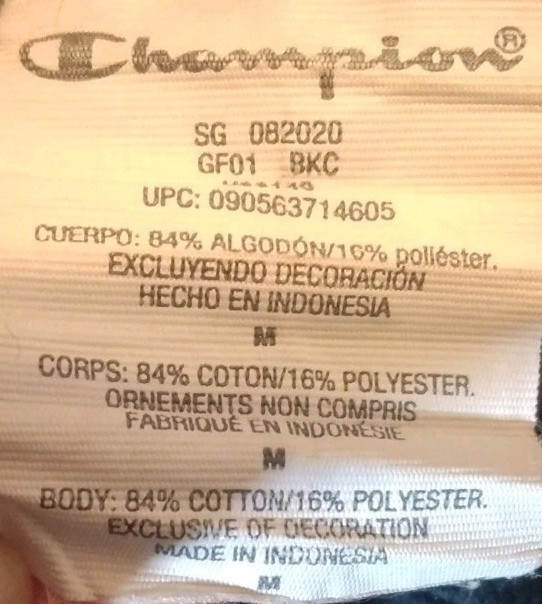 Champion®
SG 082020
GF01 BKC
UPC: 090563714605
CUERPO: 84% ALGODÓN/16% poliéster.
EXCLUYENDO DECORACIÓN
HECHO EN INDONESIA
M
CORPS: 84% COTON/16% POLYESTER.
ORNEMENTS NON COMPRIS
FABRIQUÉ EN INDONÉSIE
M
BODY: 84% COTTON/16% POLYESTER.
EXCLUSIVE OF DECORATION
MADE IN INDONESIA
M